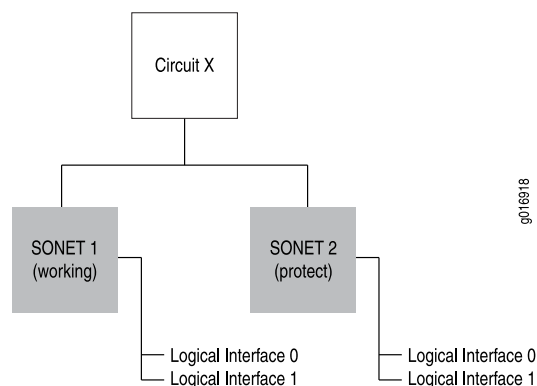 Circuit X
SONET 1
(working)
SONET 2
(protect)
Logical Interface 0
Logical Interface 1
Logical Interface 0
Logical Interface 1
g016918